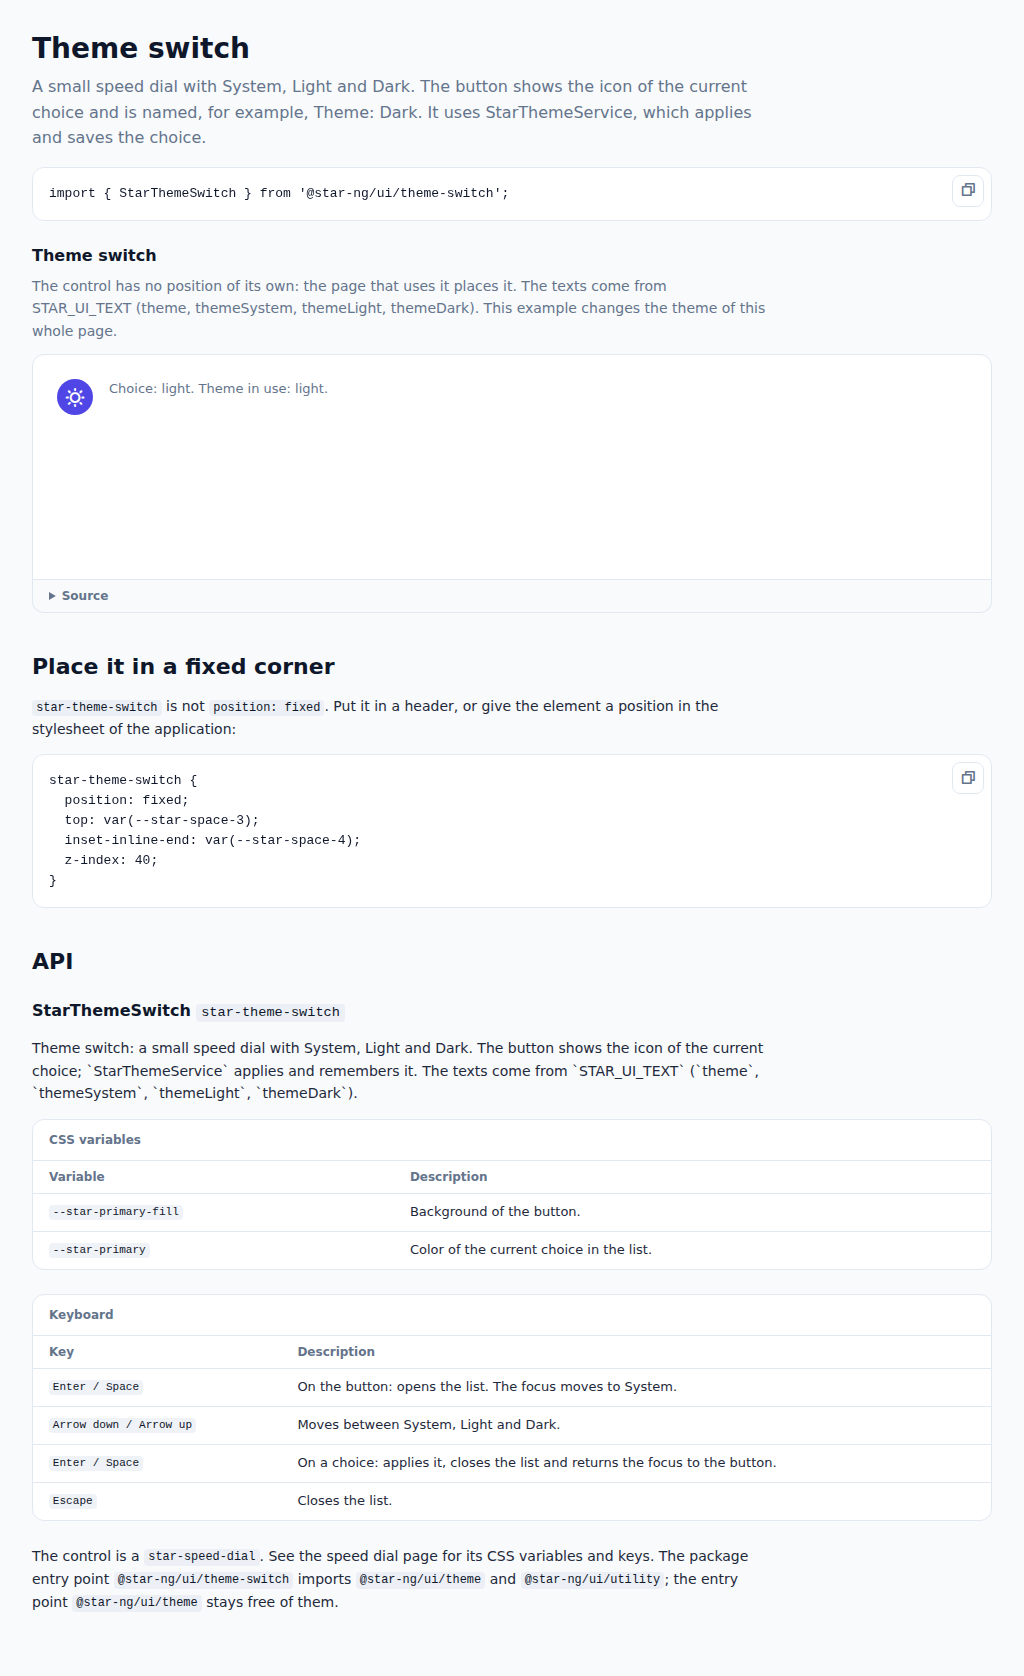 Theme switch
A small speed dial with System, Light and Dark. The button shows the icon of the current
choice and is named, for example, Theme: Dark. It uses StarThemeService, which applies
and saves the choice.
import { StarThemeSwitch } from '@star-ng/ui/theme-switch';
Theme switch
The control has no position of its own: the page that uses it places it. The texts come from
STAR_UI_TEXT (theme, themeSystem, themeLight, themeDark). This example changes the theme of this
whole page.
Choice: light. Theme in use: light.
Source
Place it in a fixed corner
star-theme-switch is not position: fixed. Put it in a header, or give the element a position in the
stylesheet of the application:
star-theme-switch {
  position: fixed;
  top: var(--star-space-3);
  inset-inline-end: var(--star-space-4);
  z-index: 40;
}
API
StarThemeSwitch star-theme-switch
Theme switch: a small speed dial with System, Light and Dark. The button shows the icon of the current
choice; `StarThemeService` applies and remembers it. The texts come from `STAR_UI_TEXT` (`theme`,
`themeSystem`, `themeLight`, `themeDark`).
CSS variables
Variable Description
--star-primary-fill Background of the button.
--star-primary Color of the current choice in the list.
Keyboard
Key Description
Enter / Space On the button: opens the list. The focus moves to System.
Arrow down / Arrow up Moves between System, Light and Dark.
Enter / Space On a choice: applies it, closes the list and returns the focus to the button.
Escape Closes the list.
The control is a star-speed-dial. See the speed dial page for its CSS variables and keys. The package
entry point @star-ng/ui/theme-switch imports @star-ng/ui/theme and @star-ng/ui/utility; the entry
point @star-ng/ui/theme stays free of them.